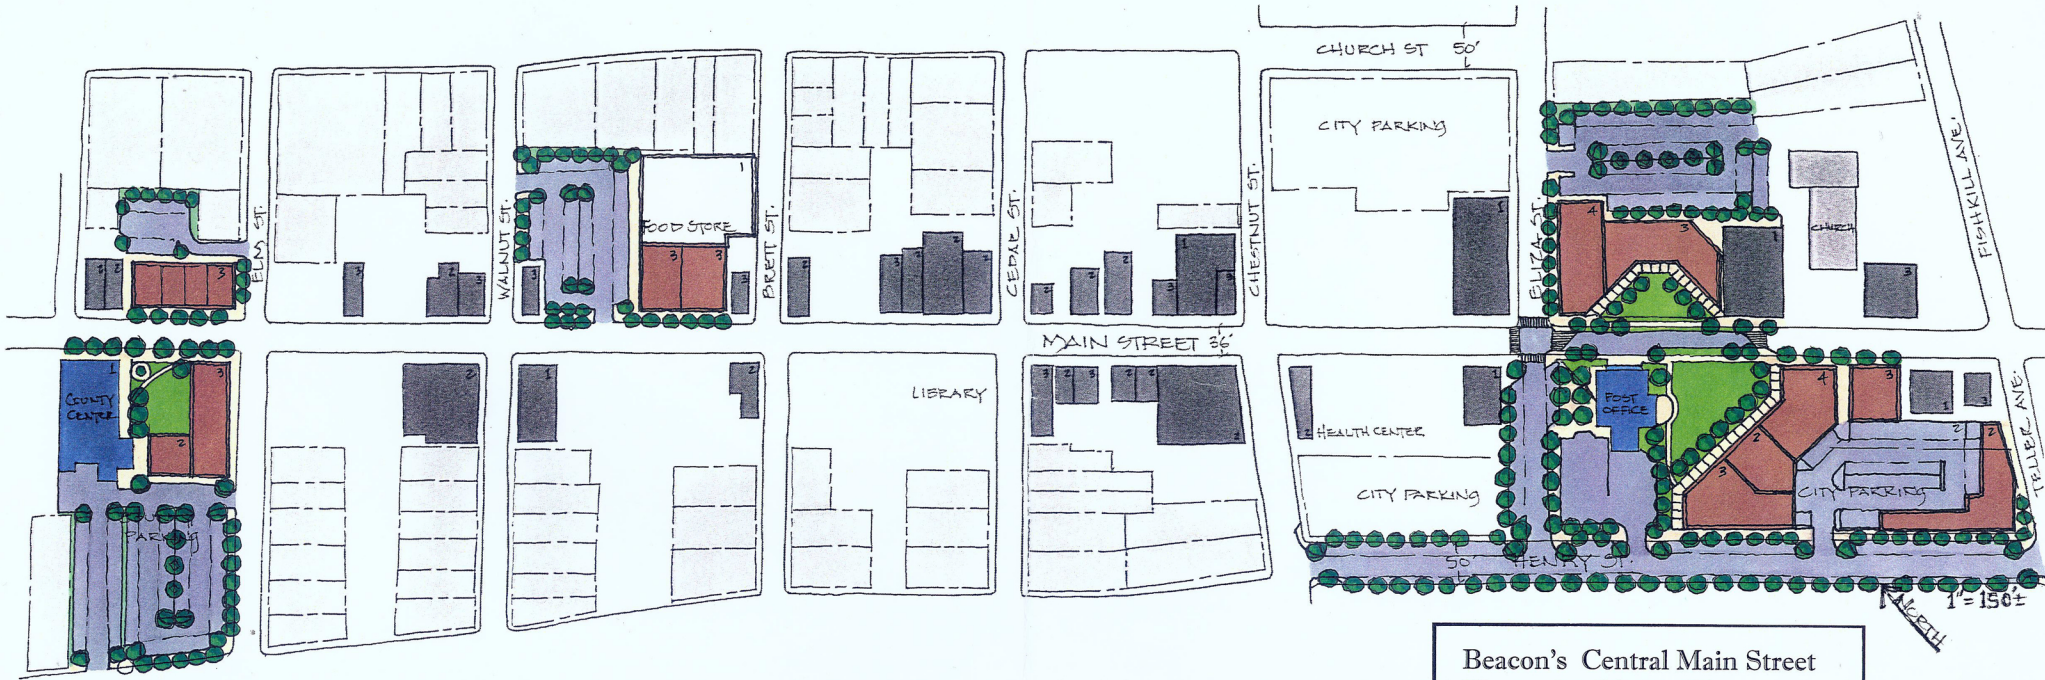 CHURCH ST 50'
CITY PARKING
ELM ST.
WALNUT ST.
FOOD STORE
BRETT ST.
CEDAR ST.
CHESTNUT ST.
ELIZA ST.
CHURCH
FISHKILL AVE.
MAIN STREET 36'
COUNTY
CENTER
LIBRARY
HEALTH CENTER
CITY PARKING
POST
OFFICE
CITY PARKING
TELLER AVE.
PARKING
50' HENRY ST.
NORTH
1"=150'±
Beacon's Central Main Street